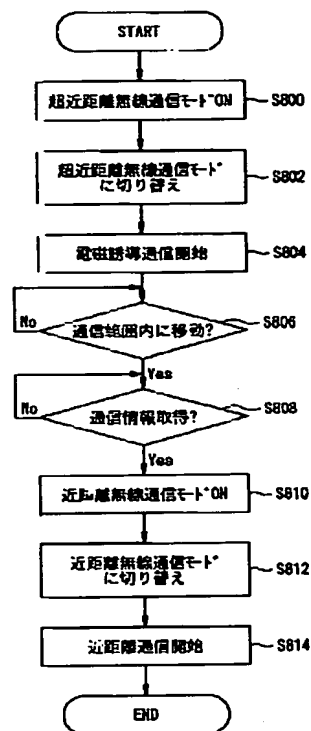 START
超近距離無線通信モードON
S800
超近距離無線通信モード
に切り替え
S802
電磁誘導通信開始
S804
通信範囲内に移動?
S806
No
Yes
通信情報取得?
S808
No
Yes
近距離無線通信モードON
S810
近距離無線通信モード
に切り替え
S812
近距離通信開始
S814
END